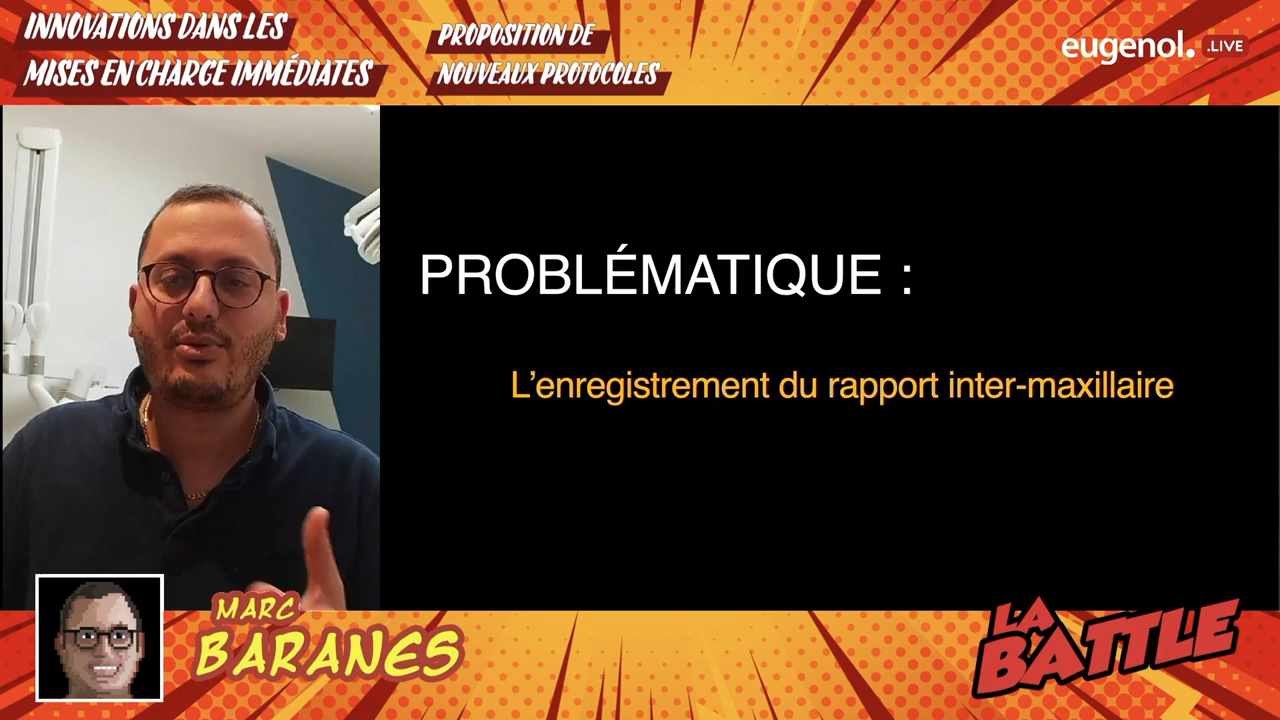 INNOVATIONS DANS LES
MISES EN CHARGE IMMÉDIATES
PROPOSITION DE
NOUVEAUX PROTOCOLES
eugenol. .LIVE
PROBLÉMATIQUE :
L’enregistrement du rapport inter-maxillaire
MARC
BARANES
LA
BATTLE